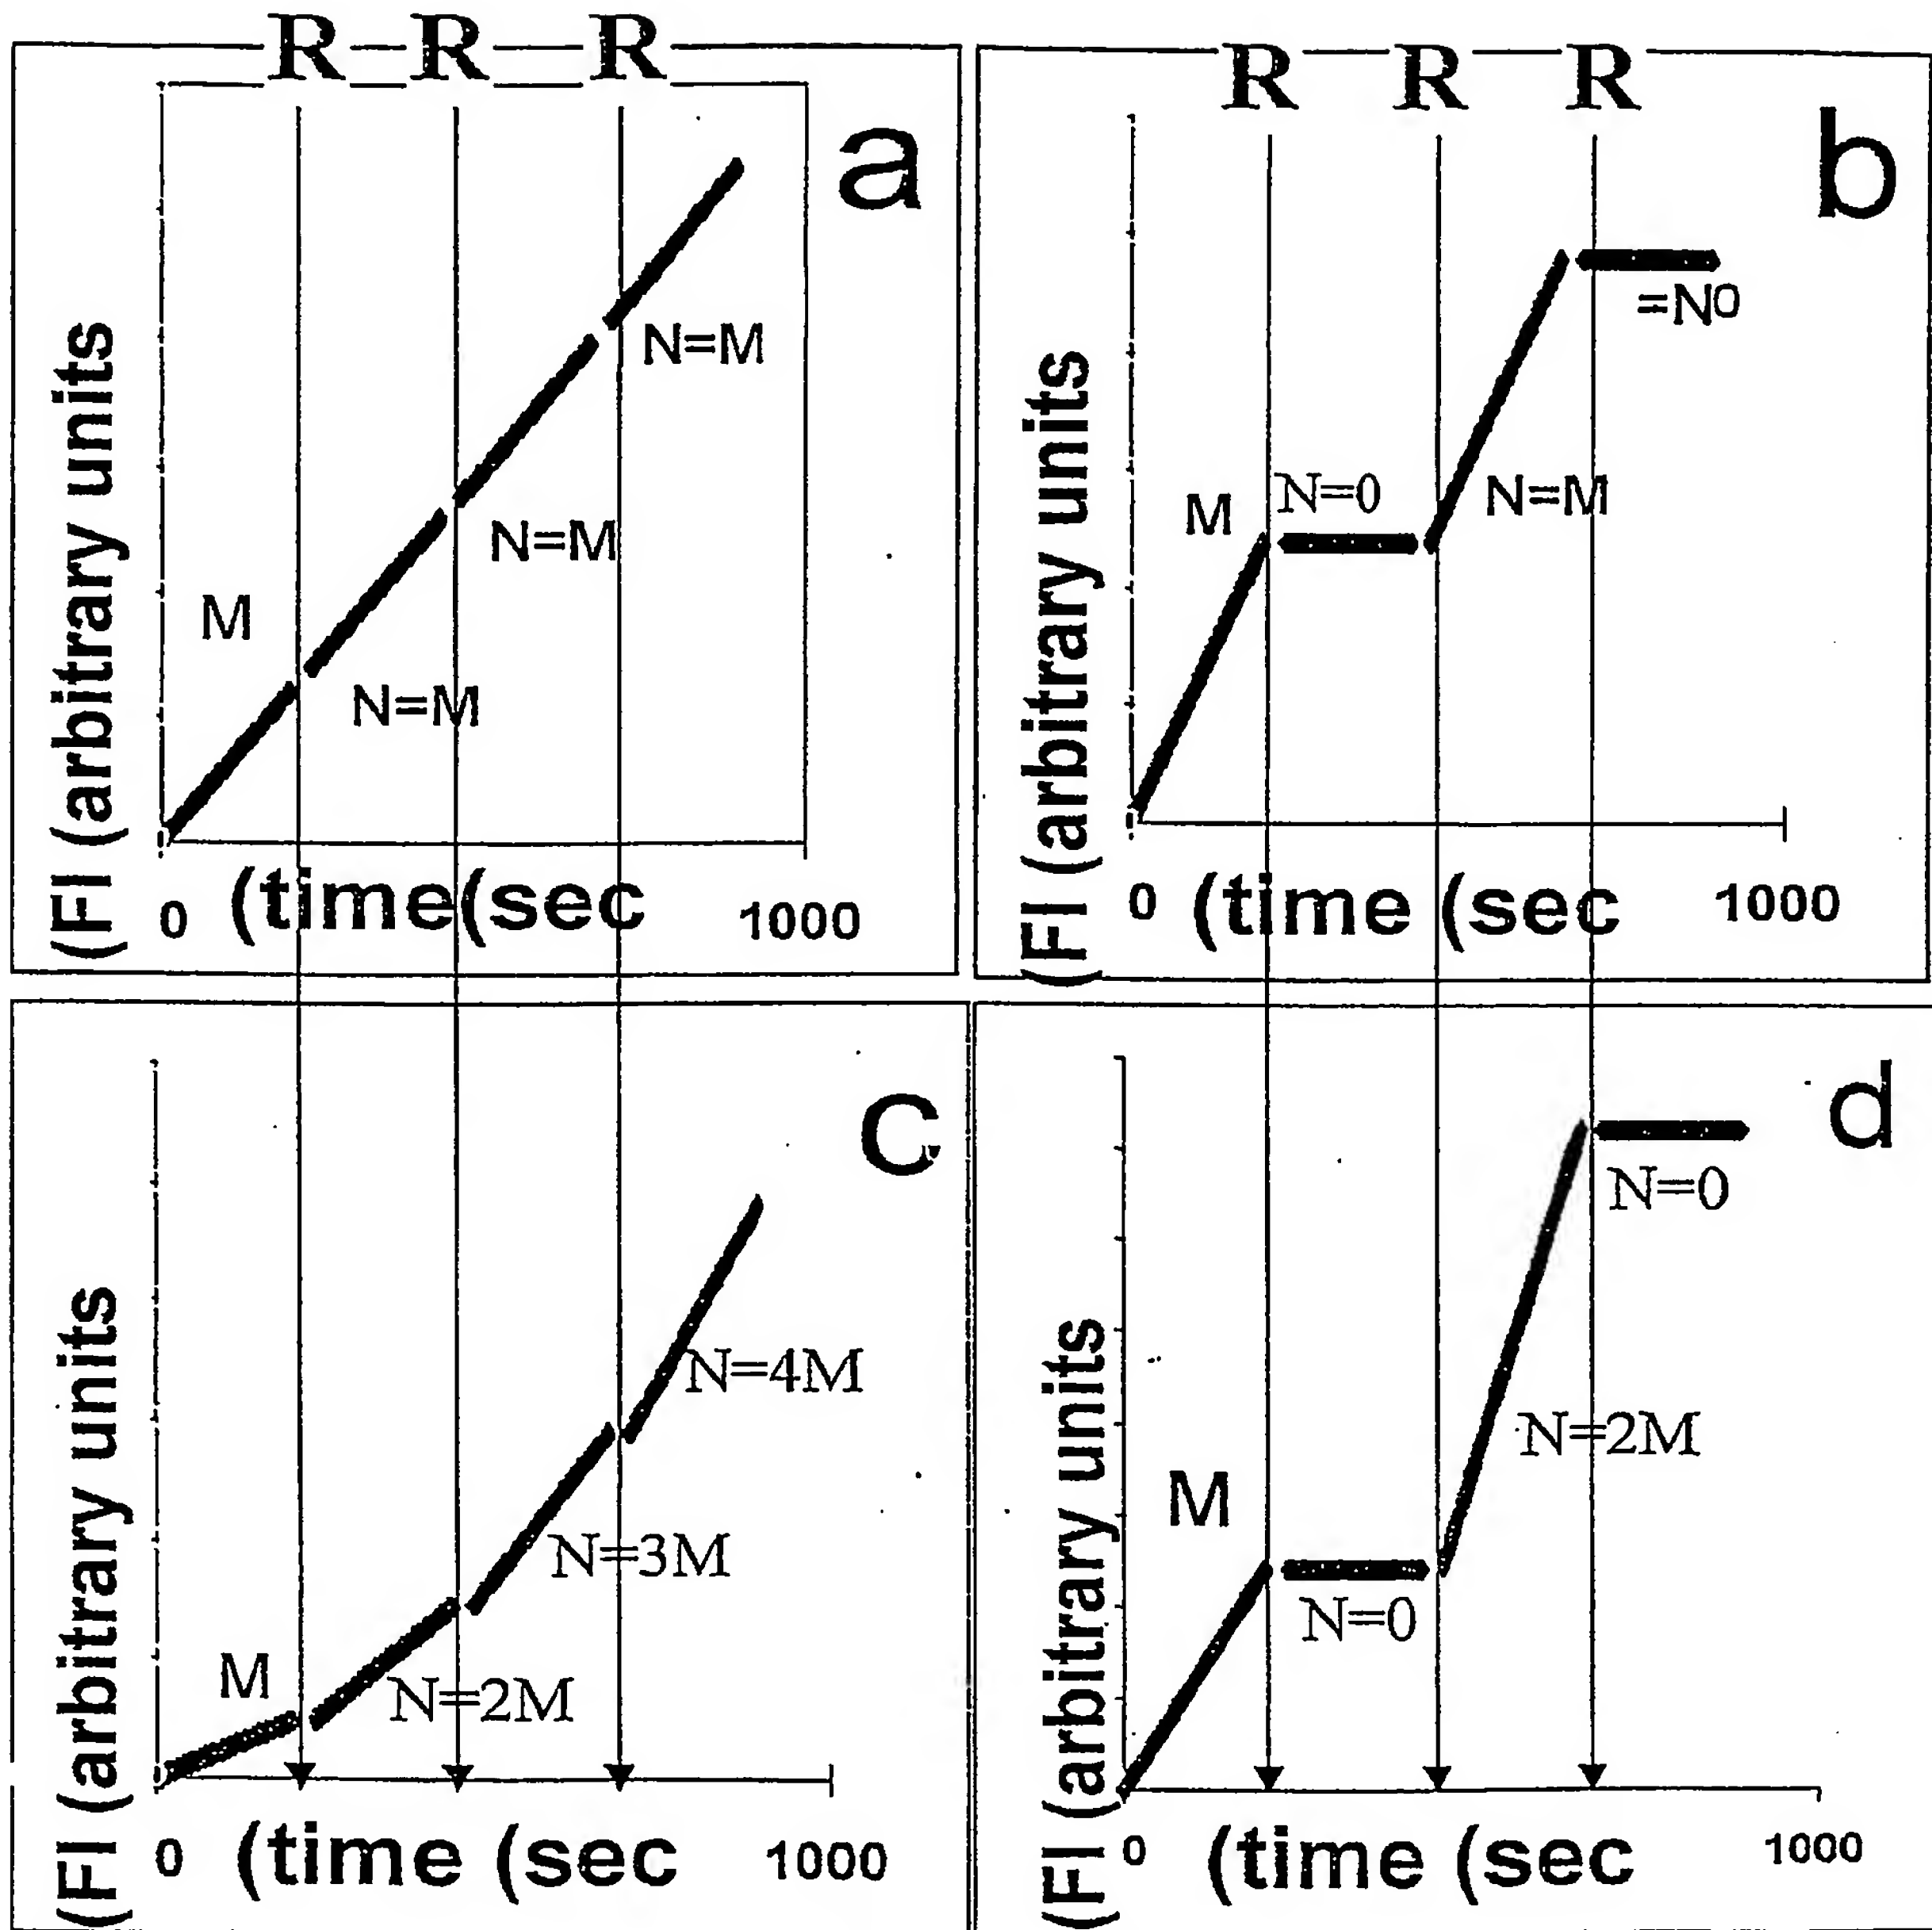 R R R
a
(FI (arbitrary units
M
N=M
N=M
N=M
0 (time(sec 1000
R R R
b
(FI (arbitrary units
M
N=0
N=M
=N0
0 (time (sec 1000
c
(FI (arbitrary units
M
N=2M
N=3M
N=4M
0 (time (sec 1000
d
(FI (arbitrary units
M
N=0
N=2M
N=0
0 (time (sec 1000